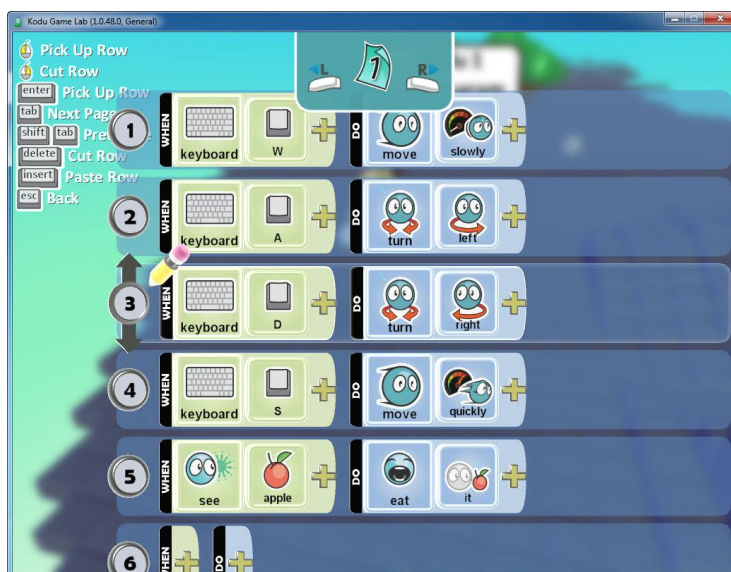 Kodu Game Lab (1.0.48.0, General)
L 1 R
Pick Up Row
Cut Row
enter Pick Up Row
tab Next Page
shift tab Pre
delete Cut Row
insert Paste Row
esc Back
1 WHEN keyboard W DO move slowly
2 WHEN keyboard A DO turn left
3 WHEN keyboard D DO turn right
4 WHEN keyboard S DO move quickly
5 WHEN see apple DO eat it
6 WHEN DO